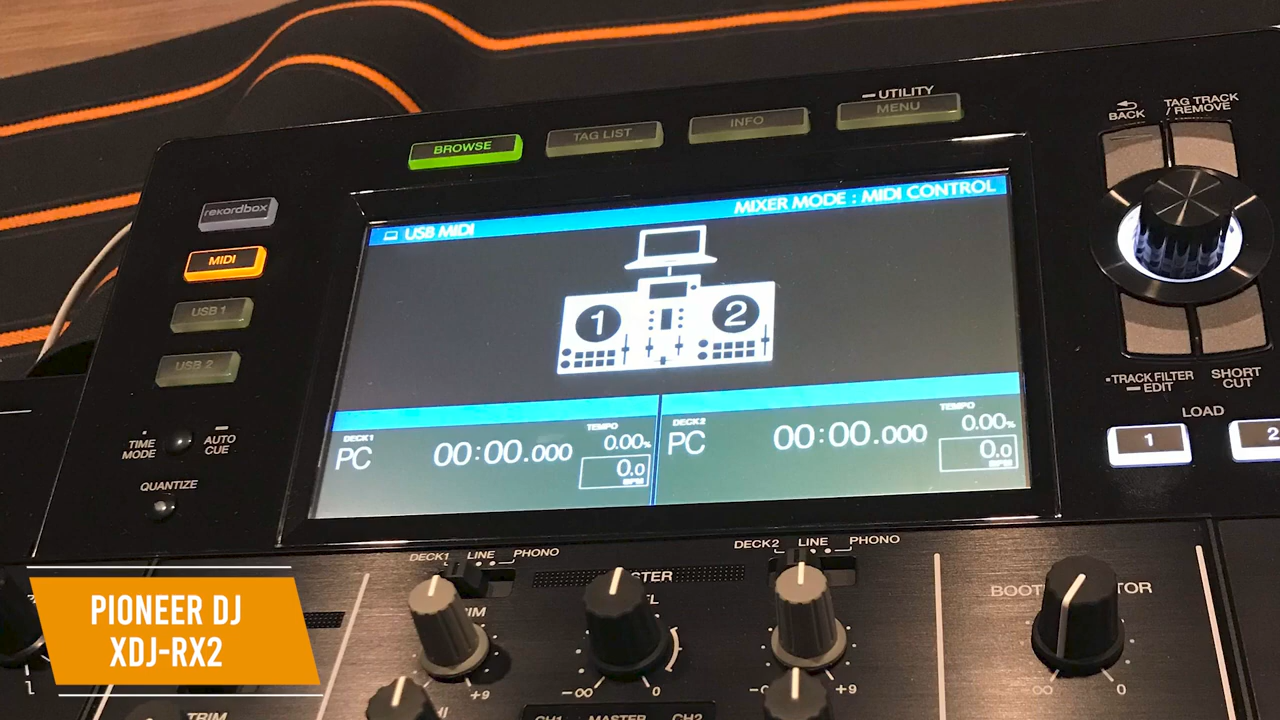 UTILITY
BROWSE
TAG LIST
INFO
MENU
BACK
TAG TRACK
/ REMOVE
rekordbox
MIDI
USB 1
USB 2
USB MIDI
MIXER MODE : MIDI CONTROL
1
2
DECK1
PC
00:00.000
TEMPO
0.00%
0.0
BPM
DECK2
PC
00:00.000
TEMPO
0.00%
0.0
BPM
TRACK FILTER
EDIT
SHORT
CUT
LOAD
1
2
TIME
MODE
AUTO
CUE
QUANTIZE
DECK1
LINE
PHONO
DECK2
LINE
PHONO
+9
-∞
0
+9
-∞
0
PIONEER DJ
XDJ-RX2
TRIM
CH1
MASTER
CH2